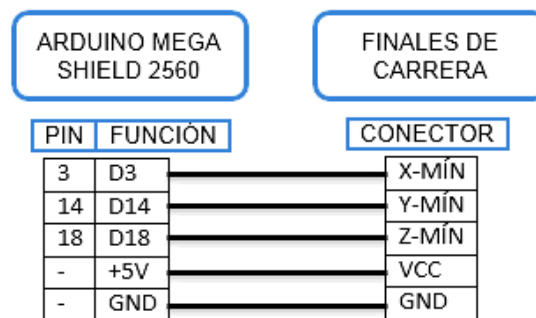 ARDUINO MEGA
SHIELD 2560
FINALES DE
CARRERA
PIN FUNCIÓN CONECTOR
3 D3 X-MÍN
14 D14 Y-MÍN
18 D18 Z-MÍN
- +5V VCC
- GND GND